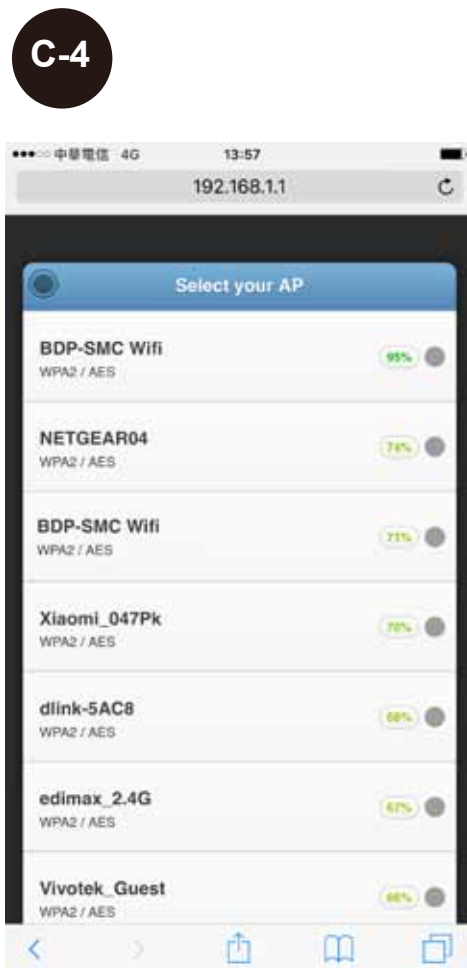 C-4
中華電信 4G 13:57
192.168.1.1
Select your AP
BDP-SMC Wifi
95%
WPA2 / AES
NETGEAR04
74%
WPA2 / AES
BDP-SMC Wifi
71%
WPA2 / AES
Xiaomi_047Pk
70%
WPA2 / AES
dlink-5AC8
68%
WPA2 / AES
edimax_2.4G
67%
WPA2 / AES
Vivotek_Guest
66%
WPA2 / AES